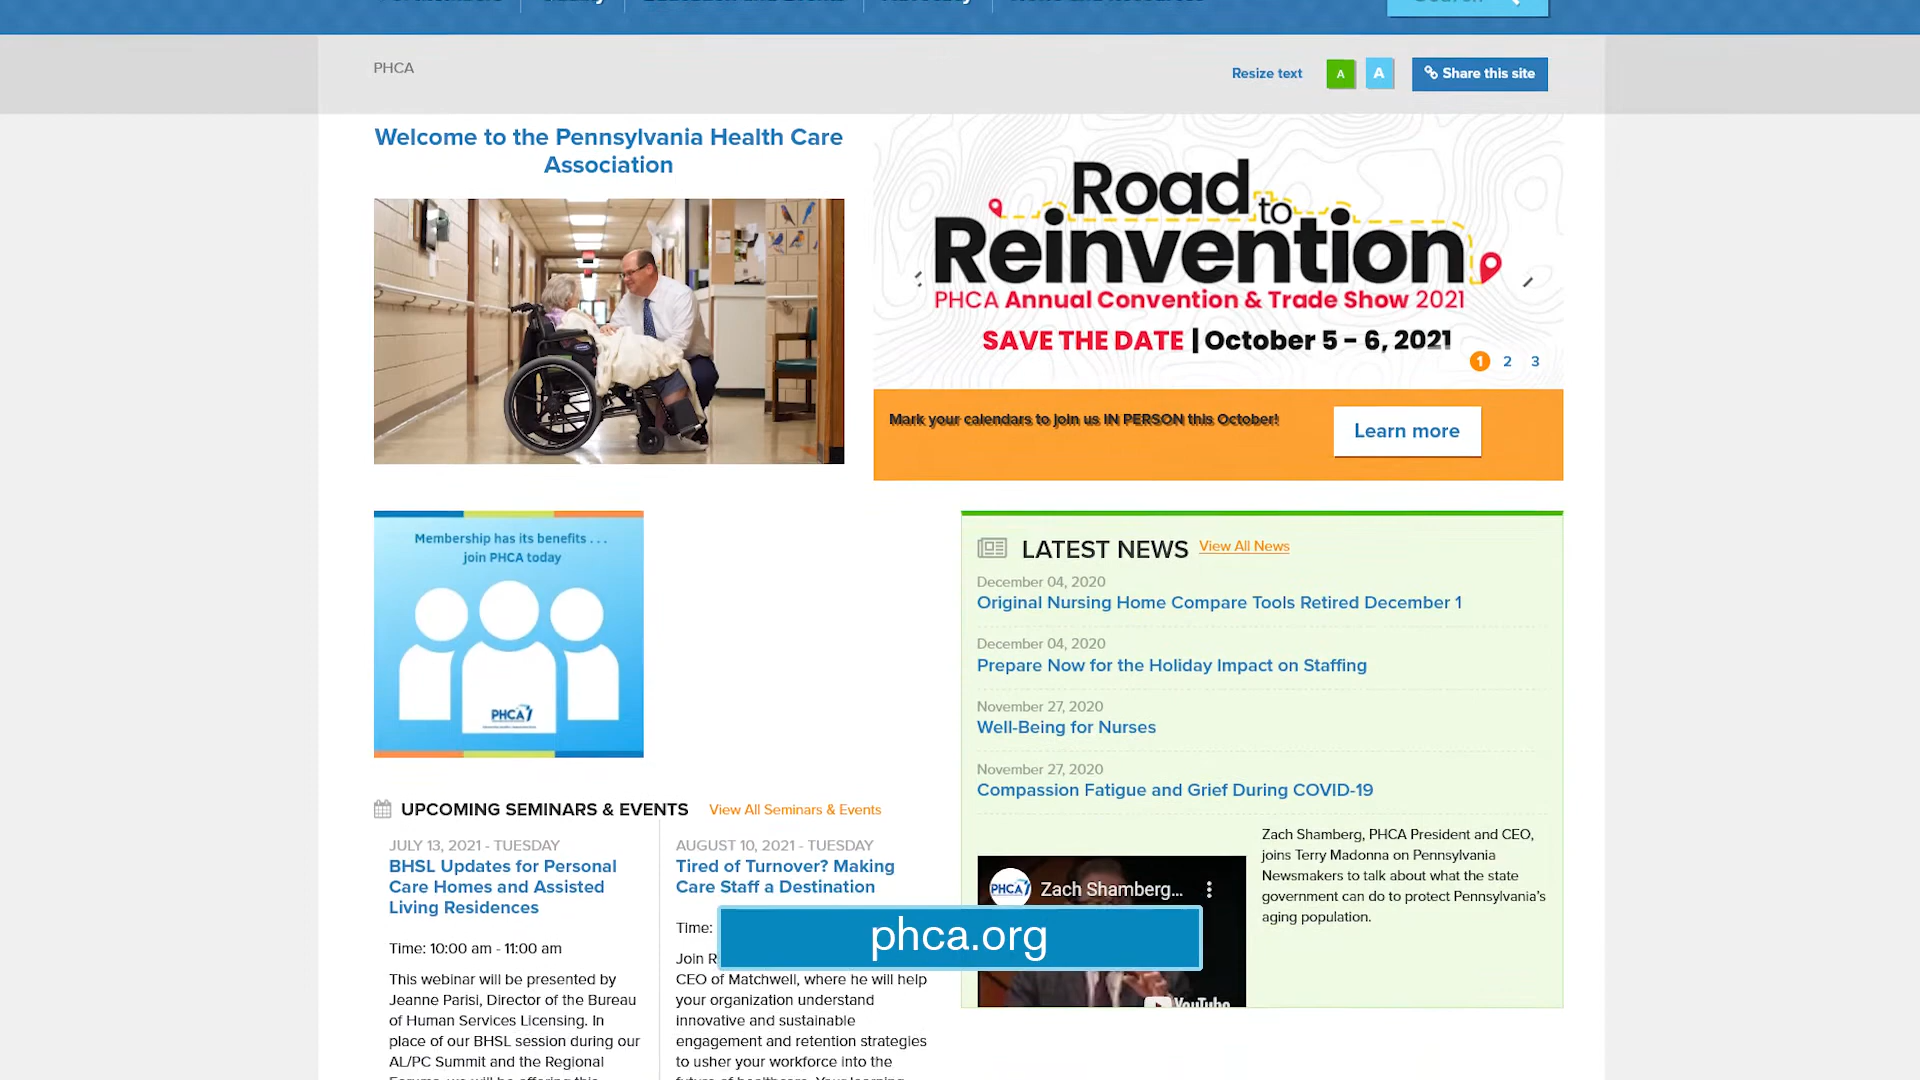 PHCA
Resize text
A
A
Share this site
Welcome to the Pennsylvania Health Care
Association
Road
to
Reinvention
PHCA Annual Convention & Trade Show 2021
SAVE THE DATE | October 5 - 6, 2021
1 2 3
Mark your calendars to join us IN PERSON this October!
Learn more
Membership has its benefits . . .
join PHCA today
PHCA
LATEST NEWS View All News
December 04, 2020
Original Nursing Home Compare Tools Retired December 1
December 04, 2020
Prepare Now for the Holiday Impact on Staffing
November 27, 2020
Well-Being for Nurses
November 27, 2020
Compassion Fatigue and Grief During COVID-19
PHCA Zach Shamberg...
YouTube
Zach Shamberg, PHCA President and CEO,
joins Terry Madonna on Pennsylvania
Newsmakers to talk about what the state
government can do to protect Pennsylvania's
aging population.
UPCOMING SEMINARS & EVENTS View All Seminars & Events
JULY 13, 2021 - TUESDAY
BHSL Updates for Personal
Care Homes and Assisted
Living Residences
Time: 10:00 am - 11:00 am
This webinar will be presented by
Jeanne Parisi, Director of the Bureau
of Human Services Licensing. In
place of our BHSL session during our
AL/PC Summit and the Regional
AUGUST 10, 2021 - TUESDAY
Tired of Turnover? Making
Care Staff a Destination
Time:
Join
CEO of Matchwell, where he will help
your organization understand
innovative and sustainable
engagement and retention strategies
to usher your workforce into the
phca.org